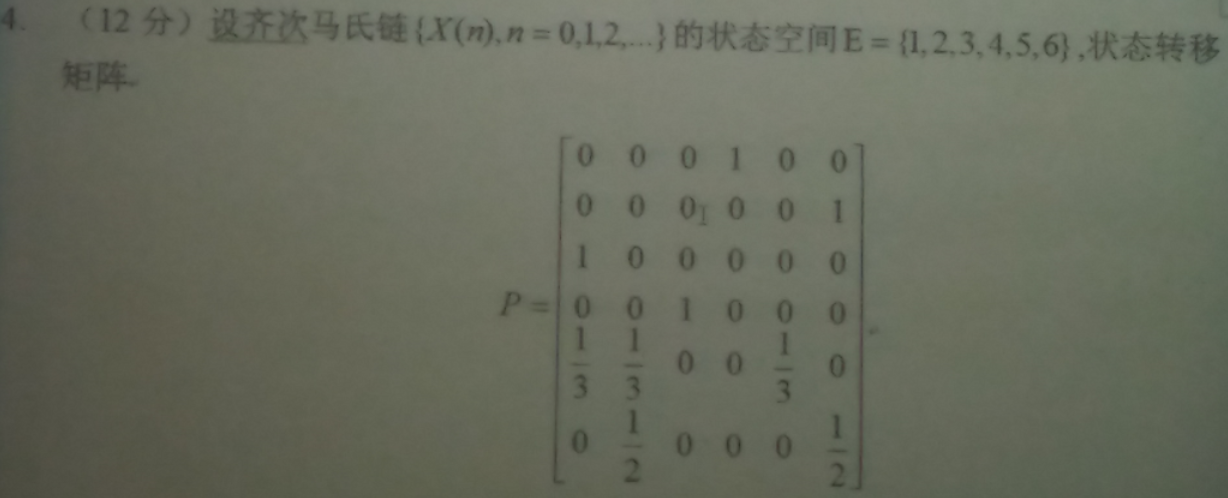 4. （12 分）设齐次马氏链{X(n), n = 0,1,2,...}的状态空间 E = {1, 2, 3, 4, 5, 6} ,状态转移
矩阵
0 0 0 1 0 0
0 0 0 0 0 1
1 0 0 0 0 0
P = 0 0 1 0 0 0
1/3 1/3 0 0 1/3 0
0 1/2 0 0 0 1/2